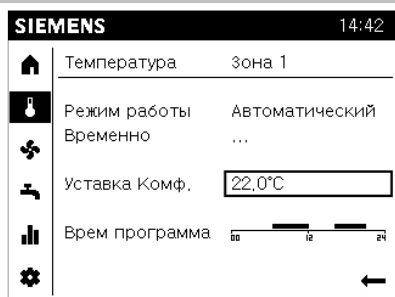 SIEMENS 14:42
Температура Зона 1
Режим работы Автоматический
Временно ...
Уставка Комф. 22,0°C
Врем программа 00 12 24